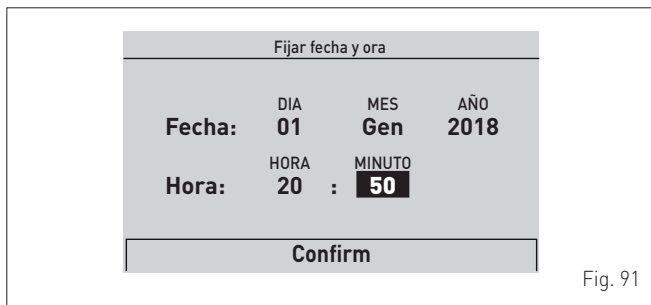 Fijar fecha y ora
DIA MES AÑO
Fecha: 01 Gen 2018
HORA MINUTO
Hora: 20 : 50
Confirm
Fig. 91